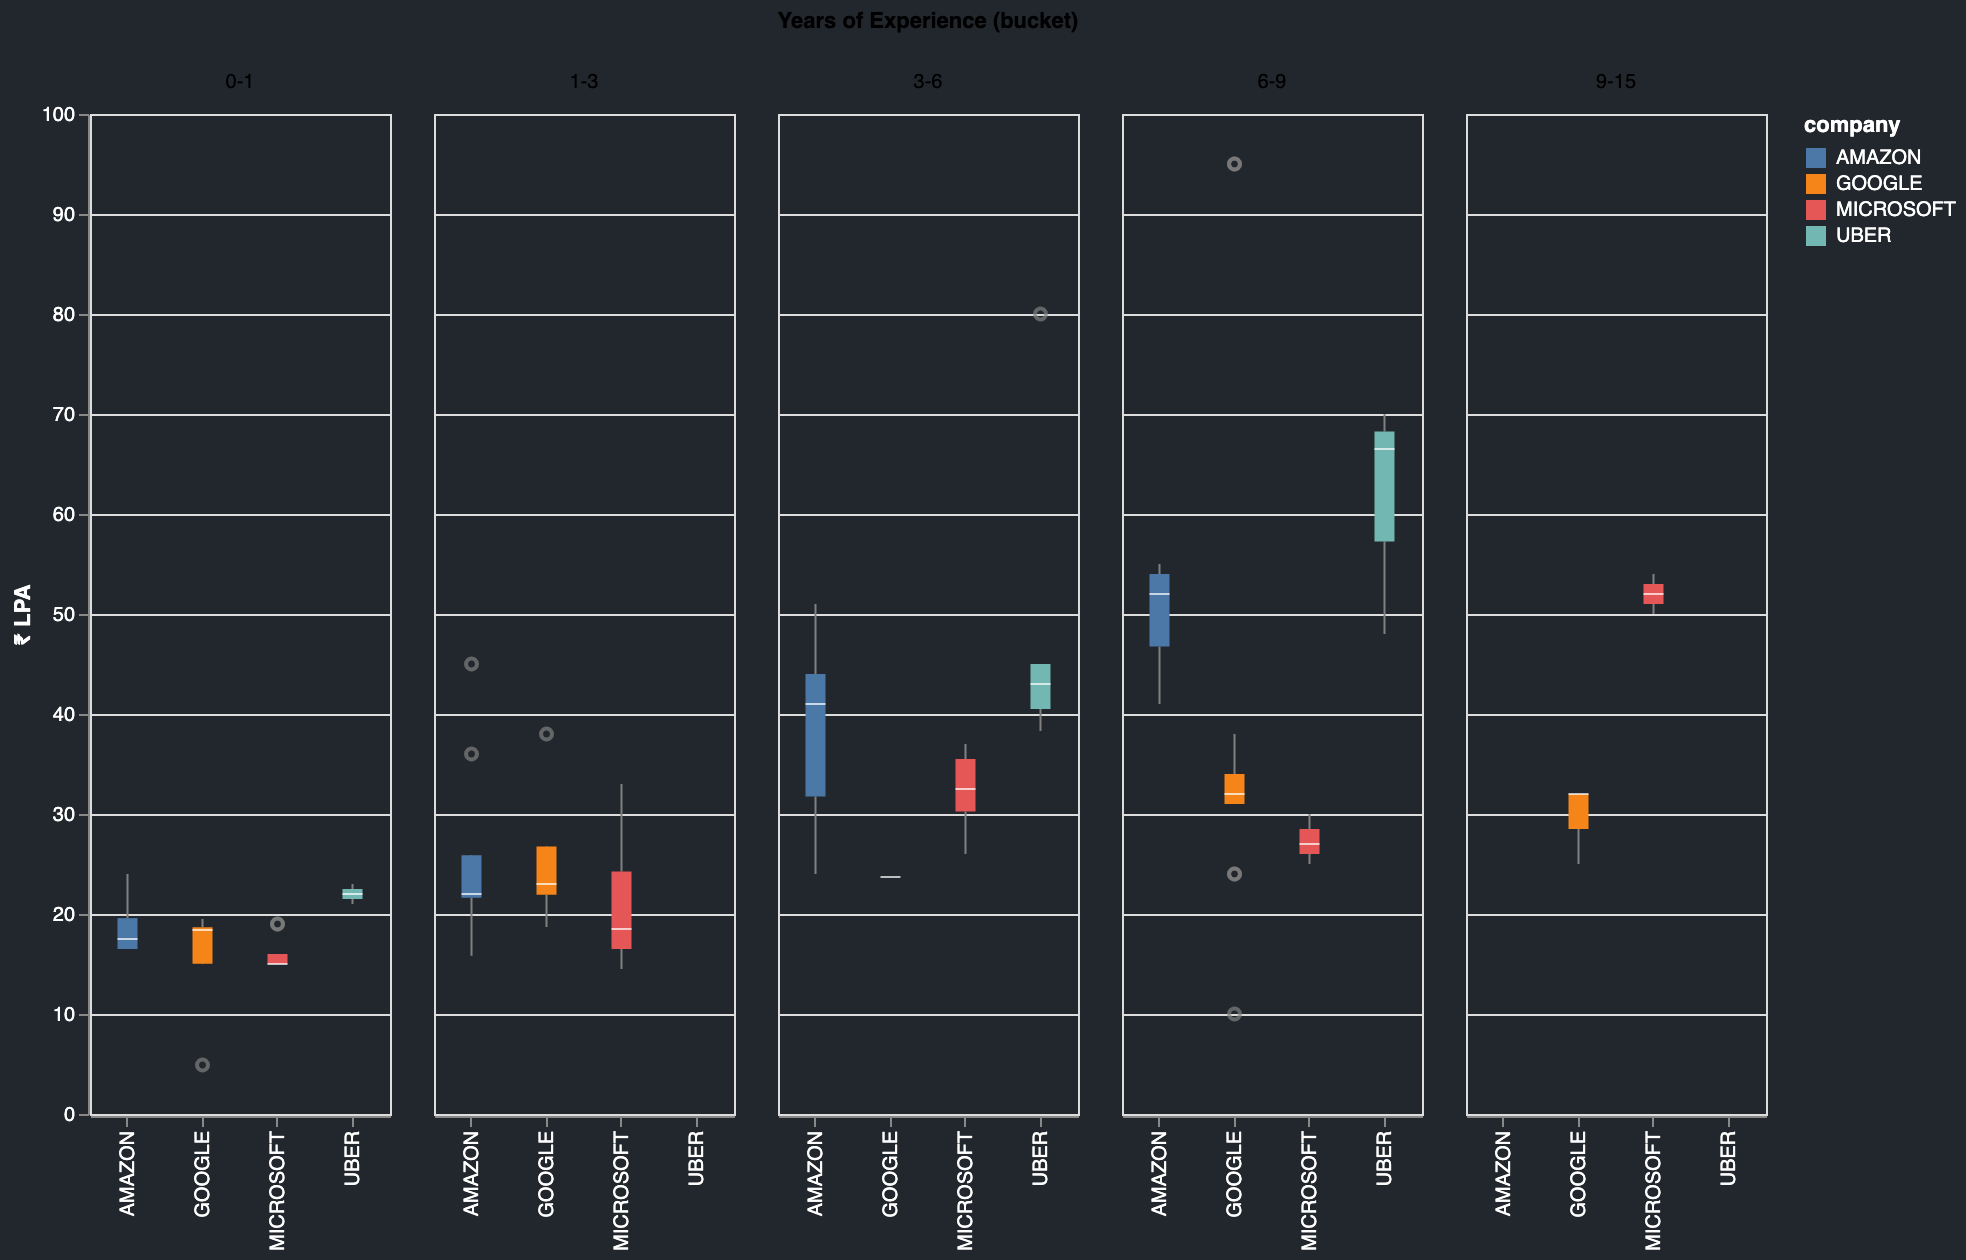 Years of Experience (bucket)
0-1 1-3 3-6 6-9 9-15
100
90
80
70
60
50
40
30
20
10
0
₹ LPA
AMAZON GOOGLE MICROSOFT UBER
AMAZON GOOGLE MICROSOFT UBER
AMAZON GOOGLE MICROSOFT UBER
AMAZON GOOGLE MICROSOFT UBER
AMAZON GOOGLE MICROSOFT UBER
company
AMAZON
GOOGLE
MICROSOFT
UBER